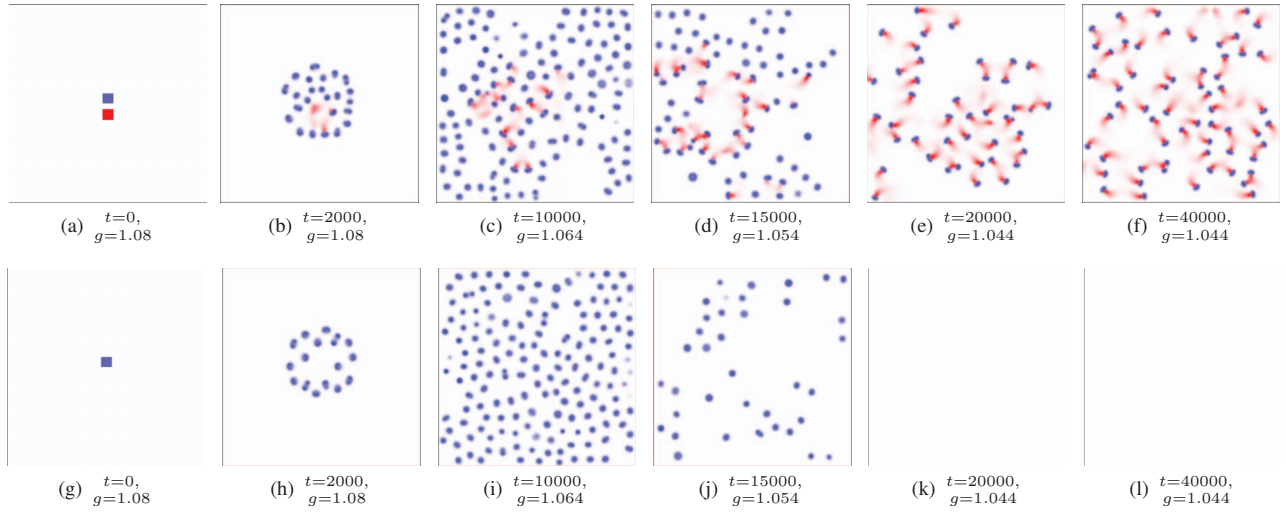 (a) t=0, g=1.08
(b) t=2000, g=1.08
(c) t=10000, g=1.064
(d) t=15000, g=1.054
(e) t=20000, g=1.044
(f) t=40000, g=1.044
(g) t=0, g=1.08
(h) t=2000, g=1.08
(i) t=10000, g=1.064
(j) t=15000, g=1.054
(k) t=20000, g=1.044
(l) t=40000, g=1.044